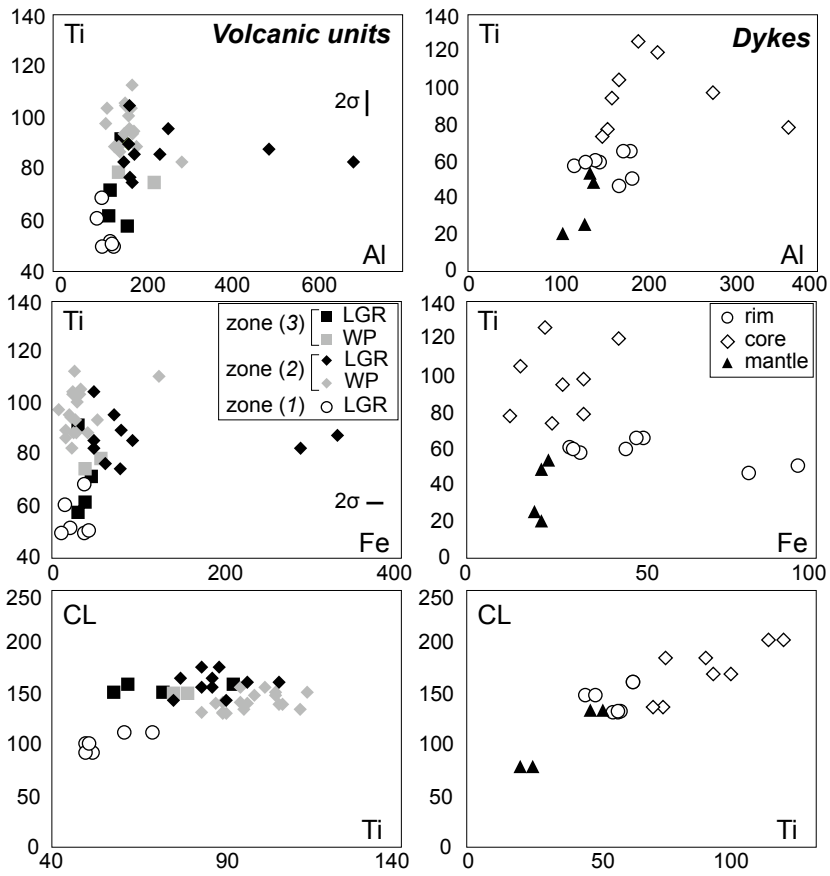 Ti
Volcanic units
140
120
100
80
60
40
2σ
0 200 400 600
Al
Ti
Dykes
140
120
100
80
60
40
20
0
100 200 300 400
Al
Ti
140
120
100
80
60
40
zone (3) LGR
WP
zone (2) LGR
WP
zone (1) LGR
2σ
Fe
0 200 400
Ti
140
120
100
80
60
40
20
0
rim
core
mantle
Fe
0 50 100
CL
250
200
150
100
50
0
Ti
40 90 140
CL
250
200
150
100
50
0
Ti
50 100